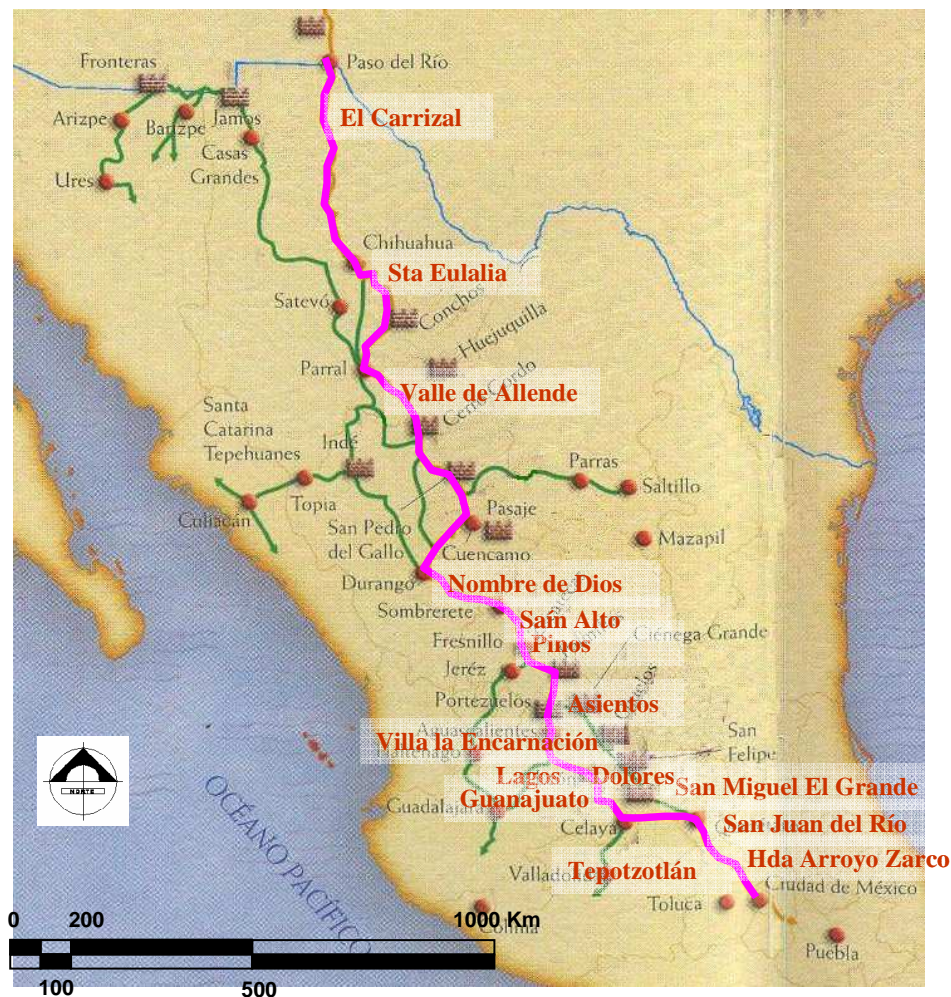 Fronteras
Paso del Río
Arizpe
Janos
El Carrizal
Casas
Grandes
Ures
Chihuahua
Sta Eulalia
Satevó
Conchos
Huejuquilla
Parral
Valle de Allende
Cerro Gordo
Santa
Catarina
Tepehuanes
Indé
Parras
Saltillo
Topia
Culiacán
Pasaje
San Pedro
del Gallo
Mazapil
Cuencamo
Durango
Nombre de Dios
Sombrerete
Sain Alto
Fresnillo
Pinos
Ciénega Grande
Jeréz
Portezuelos
Asientos
Aguascalientes
Villa la Encarnación
San
Felipe
NORTE
Lagos
Dolores
San Miguel El Grande
Guanajuato
Guadalajara
Celaya
San Juan del Río
Hda Arroyo Zarco
Tepotzotlán
Valladolid
Ciudad de México
Toluca
Colima
Puebla
OCÉANO PACÍFICO
0 200 1000 Km
100 500